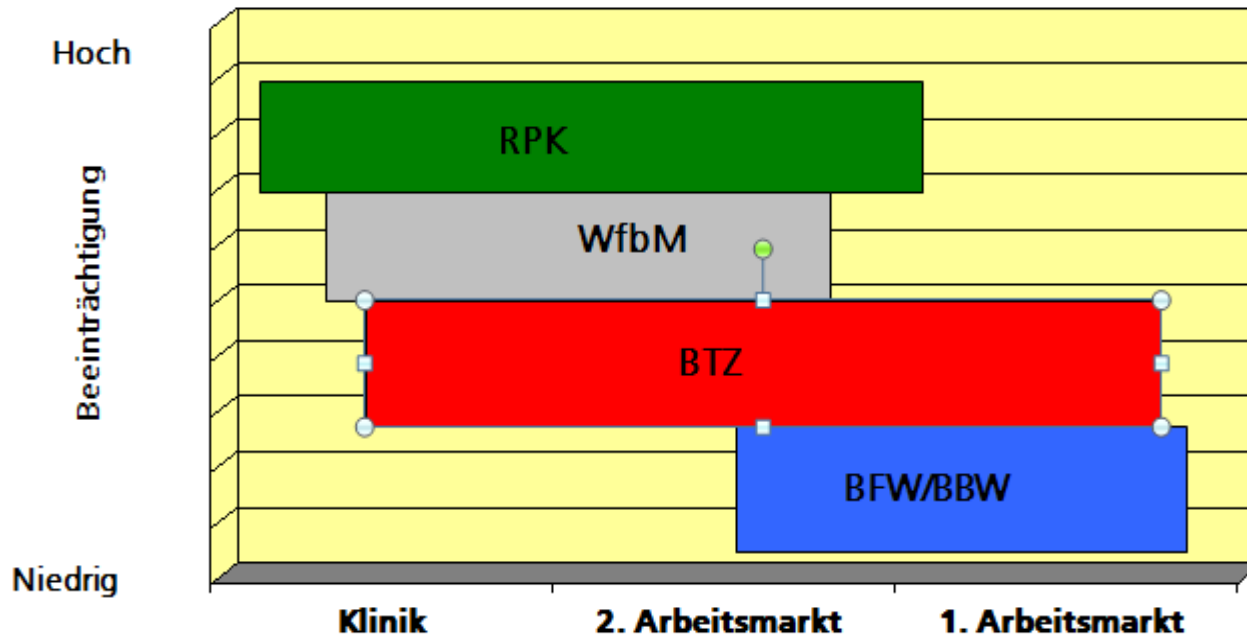 Hoch
RPK
WfbM
Beeinträchtigung
BTZ
BFW/BBW
Niedrig
Klinik 2. Arbeitsmarkt 1. Arbeitsmarkt